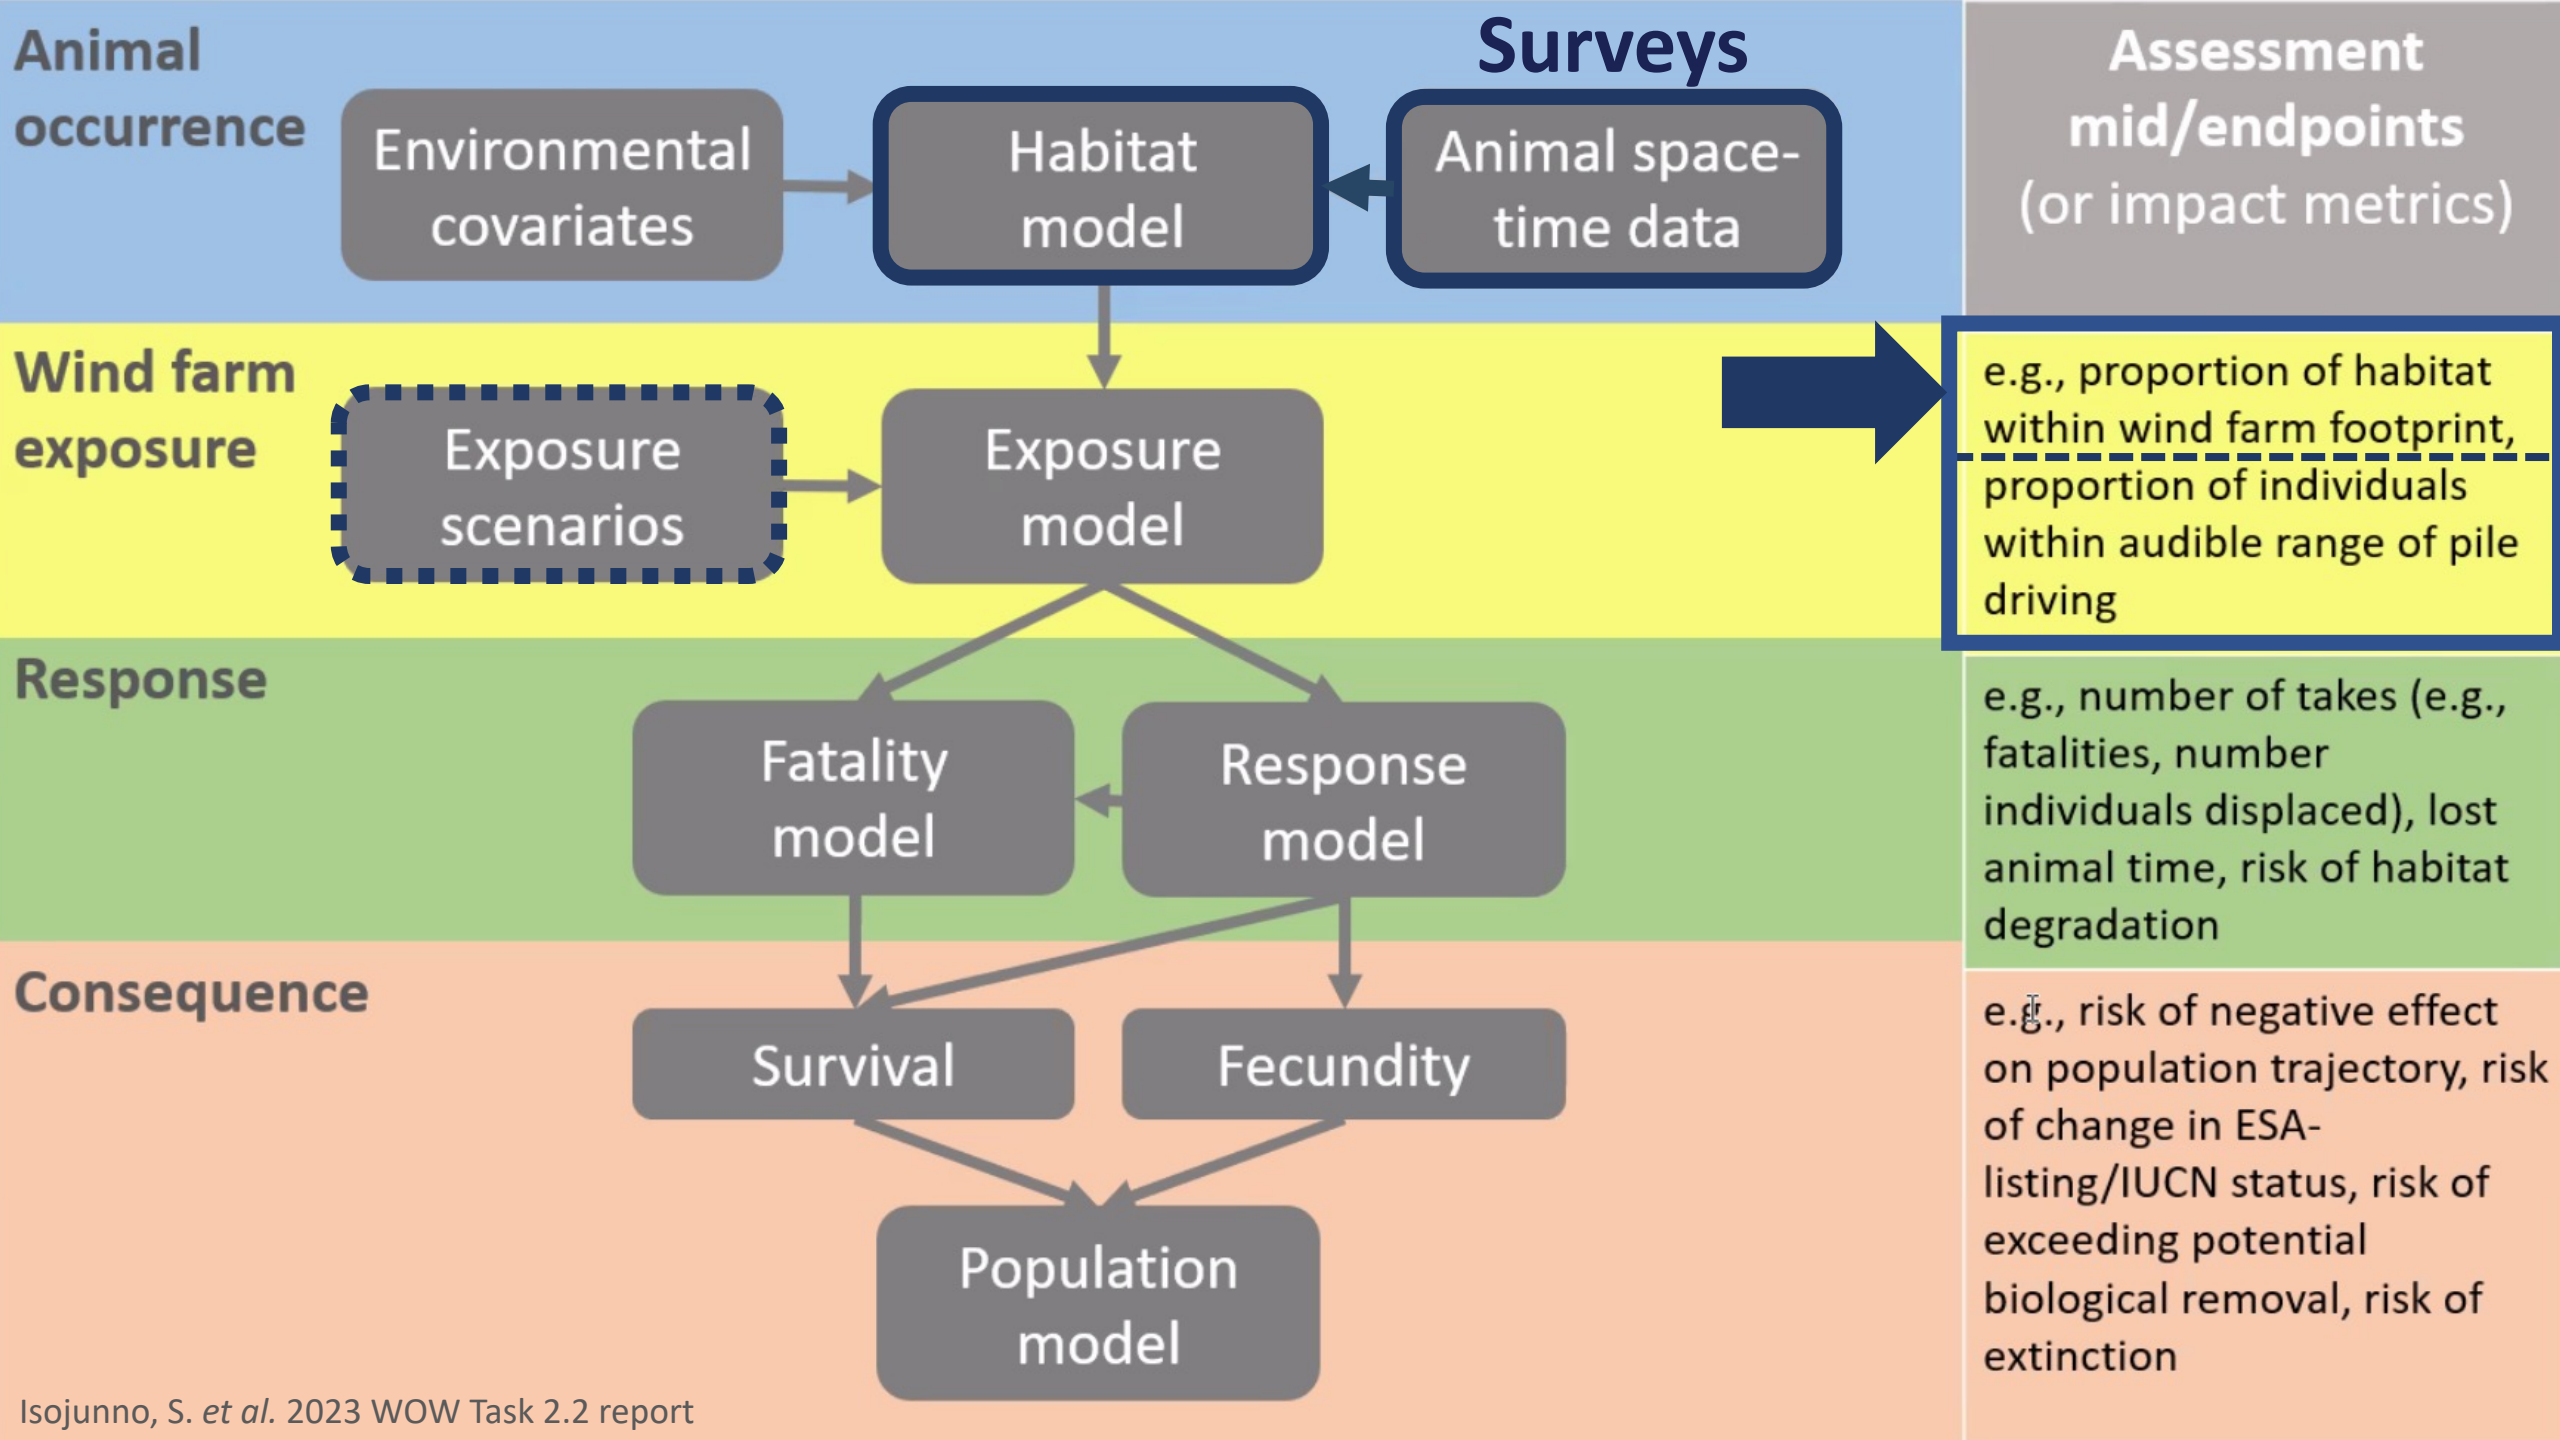 Animal
occurrence
Surveys
Environmental
covariates
Habitat
model
Animal space-
time data
Assessment
mid/endpoints
(or impact metrics)
Wind farm
exposure
Exposure
scenarios
Exposure
model
e.g., proportion of habitat
within wind farm footprint,
proportion of individuals
within audible range of pile
driving
Response
Fatality
model
Response
model
e.g., number of takes (e.g.,
fatalities, number
individuals displaced), lost
animal time, risk of habitat
degradation
Consequence
Survival
Fecundity
Population
model
e.g., risk of negative effect
on population trajectory, risk
of change in ESA-
listing/IUCN status, risk of
exceeding potential
biological removal, risk of
extinction
Isojunno, S. et al. 2023 WOW Task 2.2 report